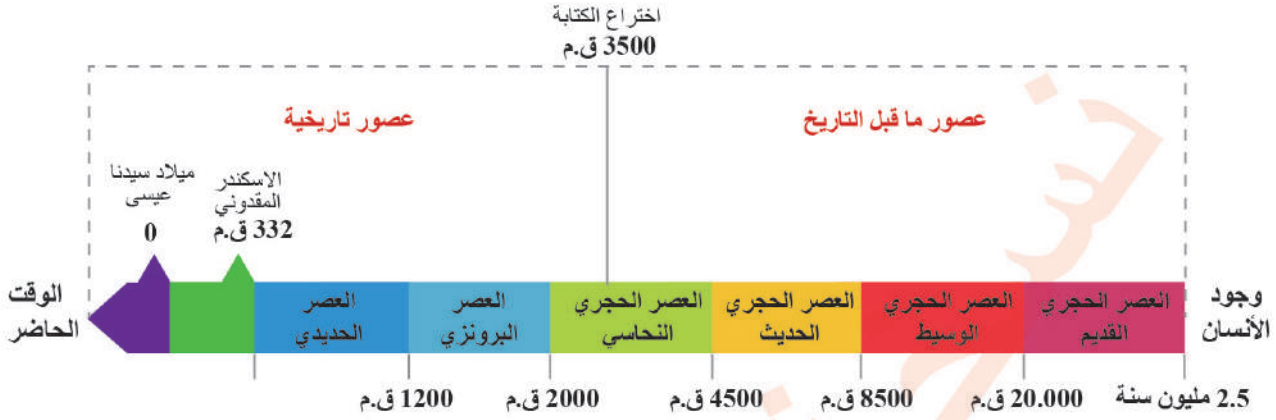 اختراع الكتابة
3500 ق.م
عصور ما قبل التاريخ
عصور تاريخية
الاسكندر
المقدوني
332 ق.م
ميلاد سيدنا
عيسى
0
وجود
الأنسان
العصر الحجري
القديم
العصر الحجري
الوسيط
العصر الحجري
الحديث
العصر الحجري
النحاسي
العصر
البرونزي
العصر
الحديدي
الوقت
الحاضر
2.5 مليون سنة
20.000 ق.م
8500 ق.م
4500 ق.م
2000 ق.م
1200 ق.م